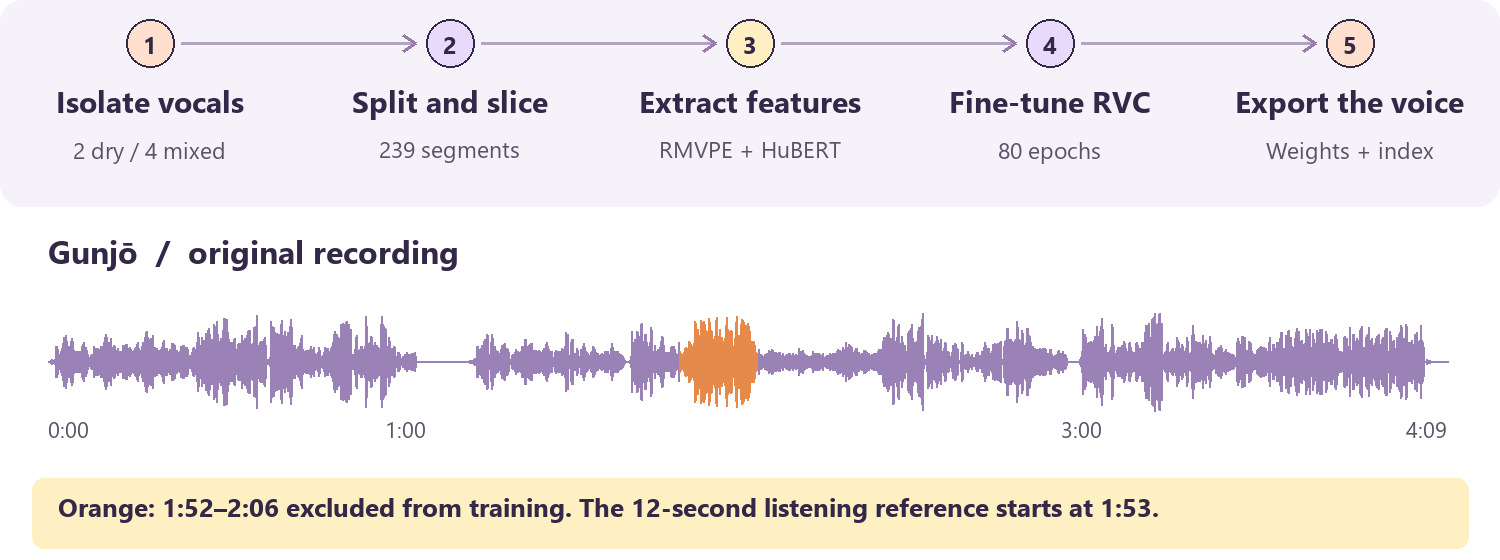 1
2
3
4
5
Isolate vocals
Split and slice
Extract features
Fine-tune RVC
Export the voice
2 dry / 4 mixed
239 segments
RMVPE + HuBERT
80 epochs
Weights + index
Gunjō / original recording
0:00
1:00
3:00
4:09
Orange: 1:52–2:06 excluded from training. The 12-second listening reference starts at 1:53.